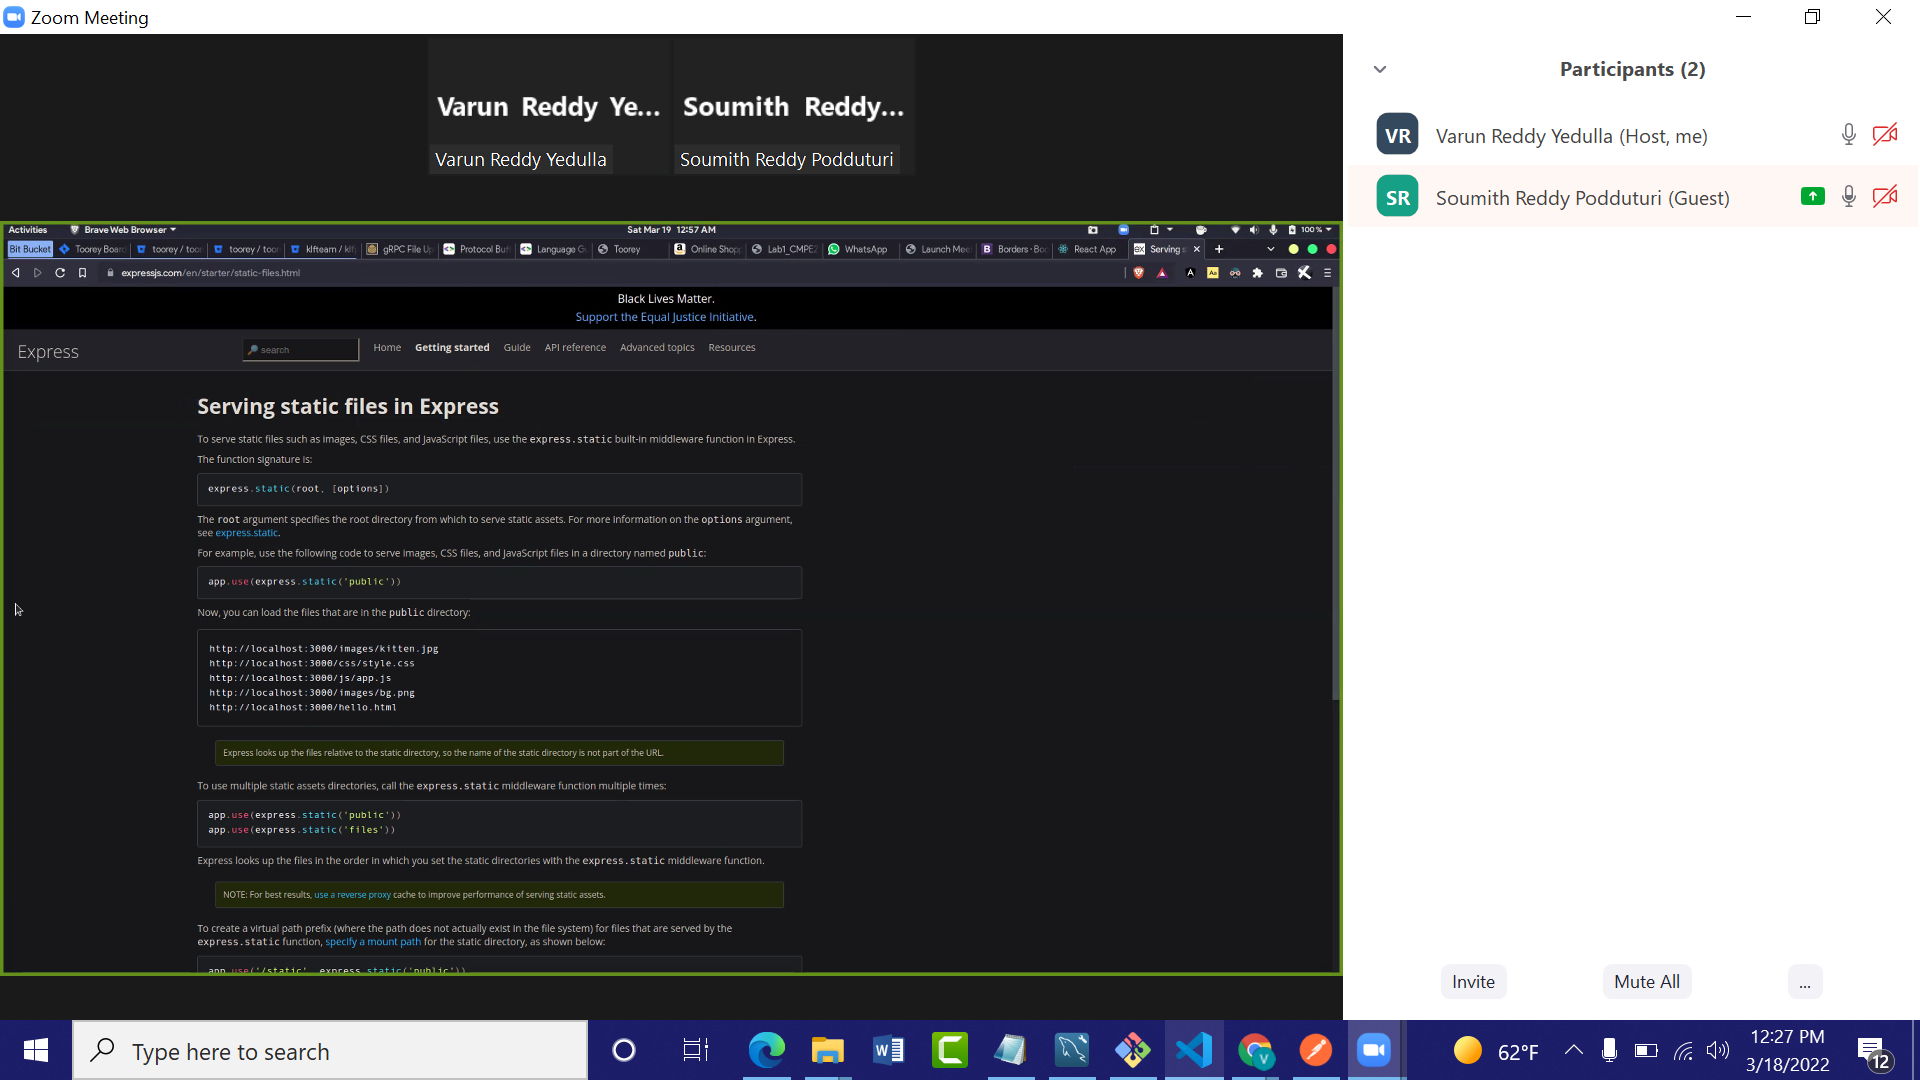 Zoom Meeting
Varun Reddy Ye...
Soumith Reddy...
Varun Reddy Yedulla
Soumith Reddy Podduturi
Activities
Brave Web Browser
Sat Mar 19 12:57 AM
100%
Bit Bucket
Toorey Board
toorey / too
toorey / too
klfteam / klf
gRPC File Up
Protocol Buf
Language G
Toorey
Online Shop
Lab1_CMPE2
WhatsApp
Launch Mee
Borders · Boo
React App
Serving s
expressjs.com/en/starter/static-files.html
Black Lives Matter.
Support the Equal Justice Initiative.
Express
search
Home
Getting started
Guide
API reference
Advanced topics
Resources
Serving static files in Express
To serve static files such as images, CSS files, and JavaScript files, use the express.static built-in middleware function in Express.
The function signature is:
express.static(root, [options])
The root argument specifies the root directory from which to serve static assets. For more information on the options argument,
see express.static.
For example, use the following code to serve images, CSS files, and JavaScript files in a directory named public:
app.use(express.static('public'))
Now, you can load the files that are in the public directory:
http://localhost:3000/images/kitten.jpg
http://localhost:3000/css/style.css
http://localhost:3000/js/app.js
http://localhost:3000/images/bg.png
http://localhost:3000/hello.html
Express looks up the files relative to the static directory, so the name of the static directory is not part of the URL.
To use multiple static assets directories, call the express.static middleware function multiple times:
app.use(express.static('public'))
app.use(express.static('files'))
Express looks up the files in the order in which you set the static directories with the express.static middleware function.
NOTE: For best results, use a reverse proxy cache to improve performance of serving static assets.
To create a virtual path prefix (where the path does not actually exist in the file system) for files that are served by the
express.static function, specify a mount path for the static directory, as shown below:
app.use('/static', express.static('public'))
Participants (2)
VR
Varun Reddy Yedulla (Host, me)
SR
Soumith Reddy Podduturi (Guest)
Invite
Mute All
...
Type here to search
62°F
12:27 PM
3/18/2022
12